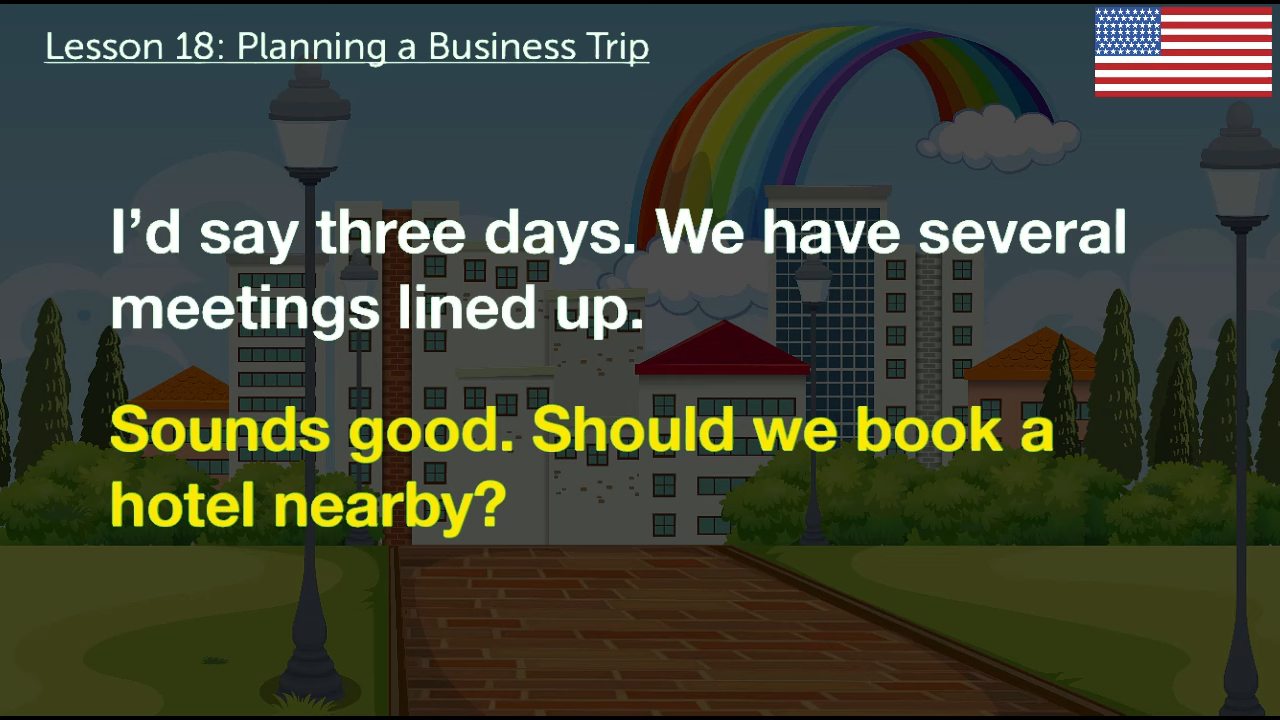 Lesson 18: Planning a Business Trip
I’d say three days. We have several
meetings lined up.
Sounds good. Should we book a
hotel nearby?